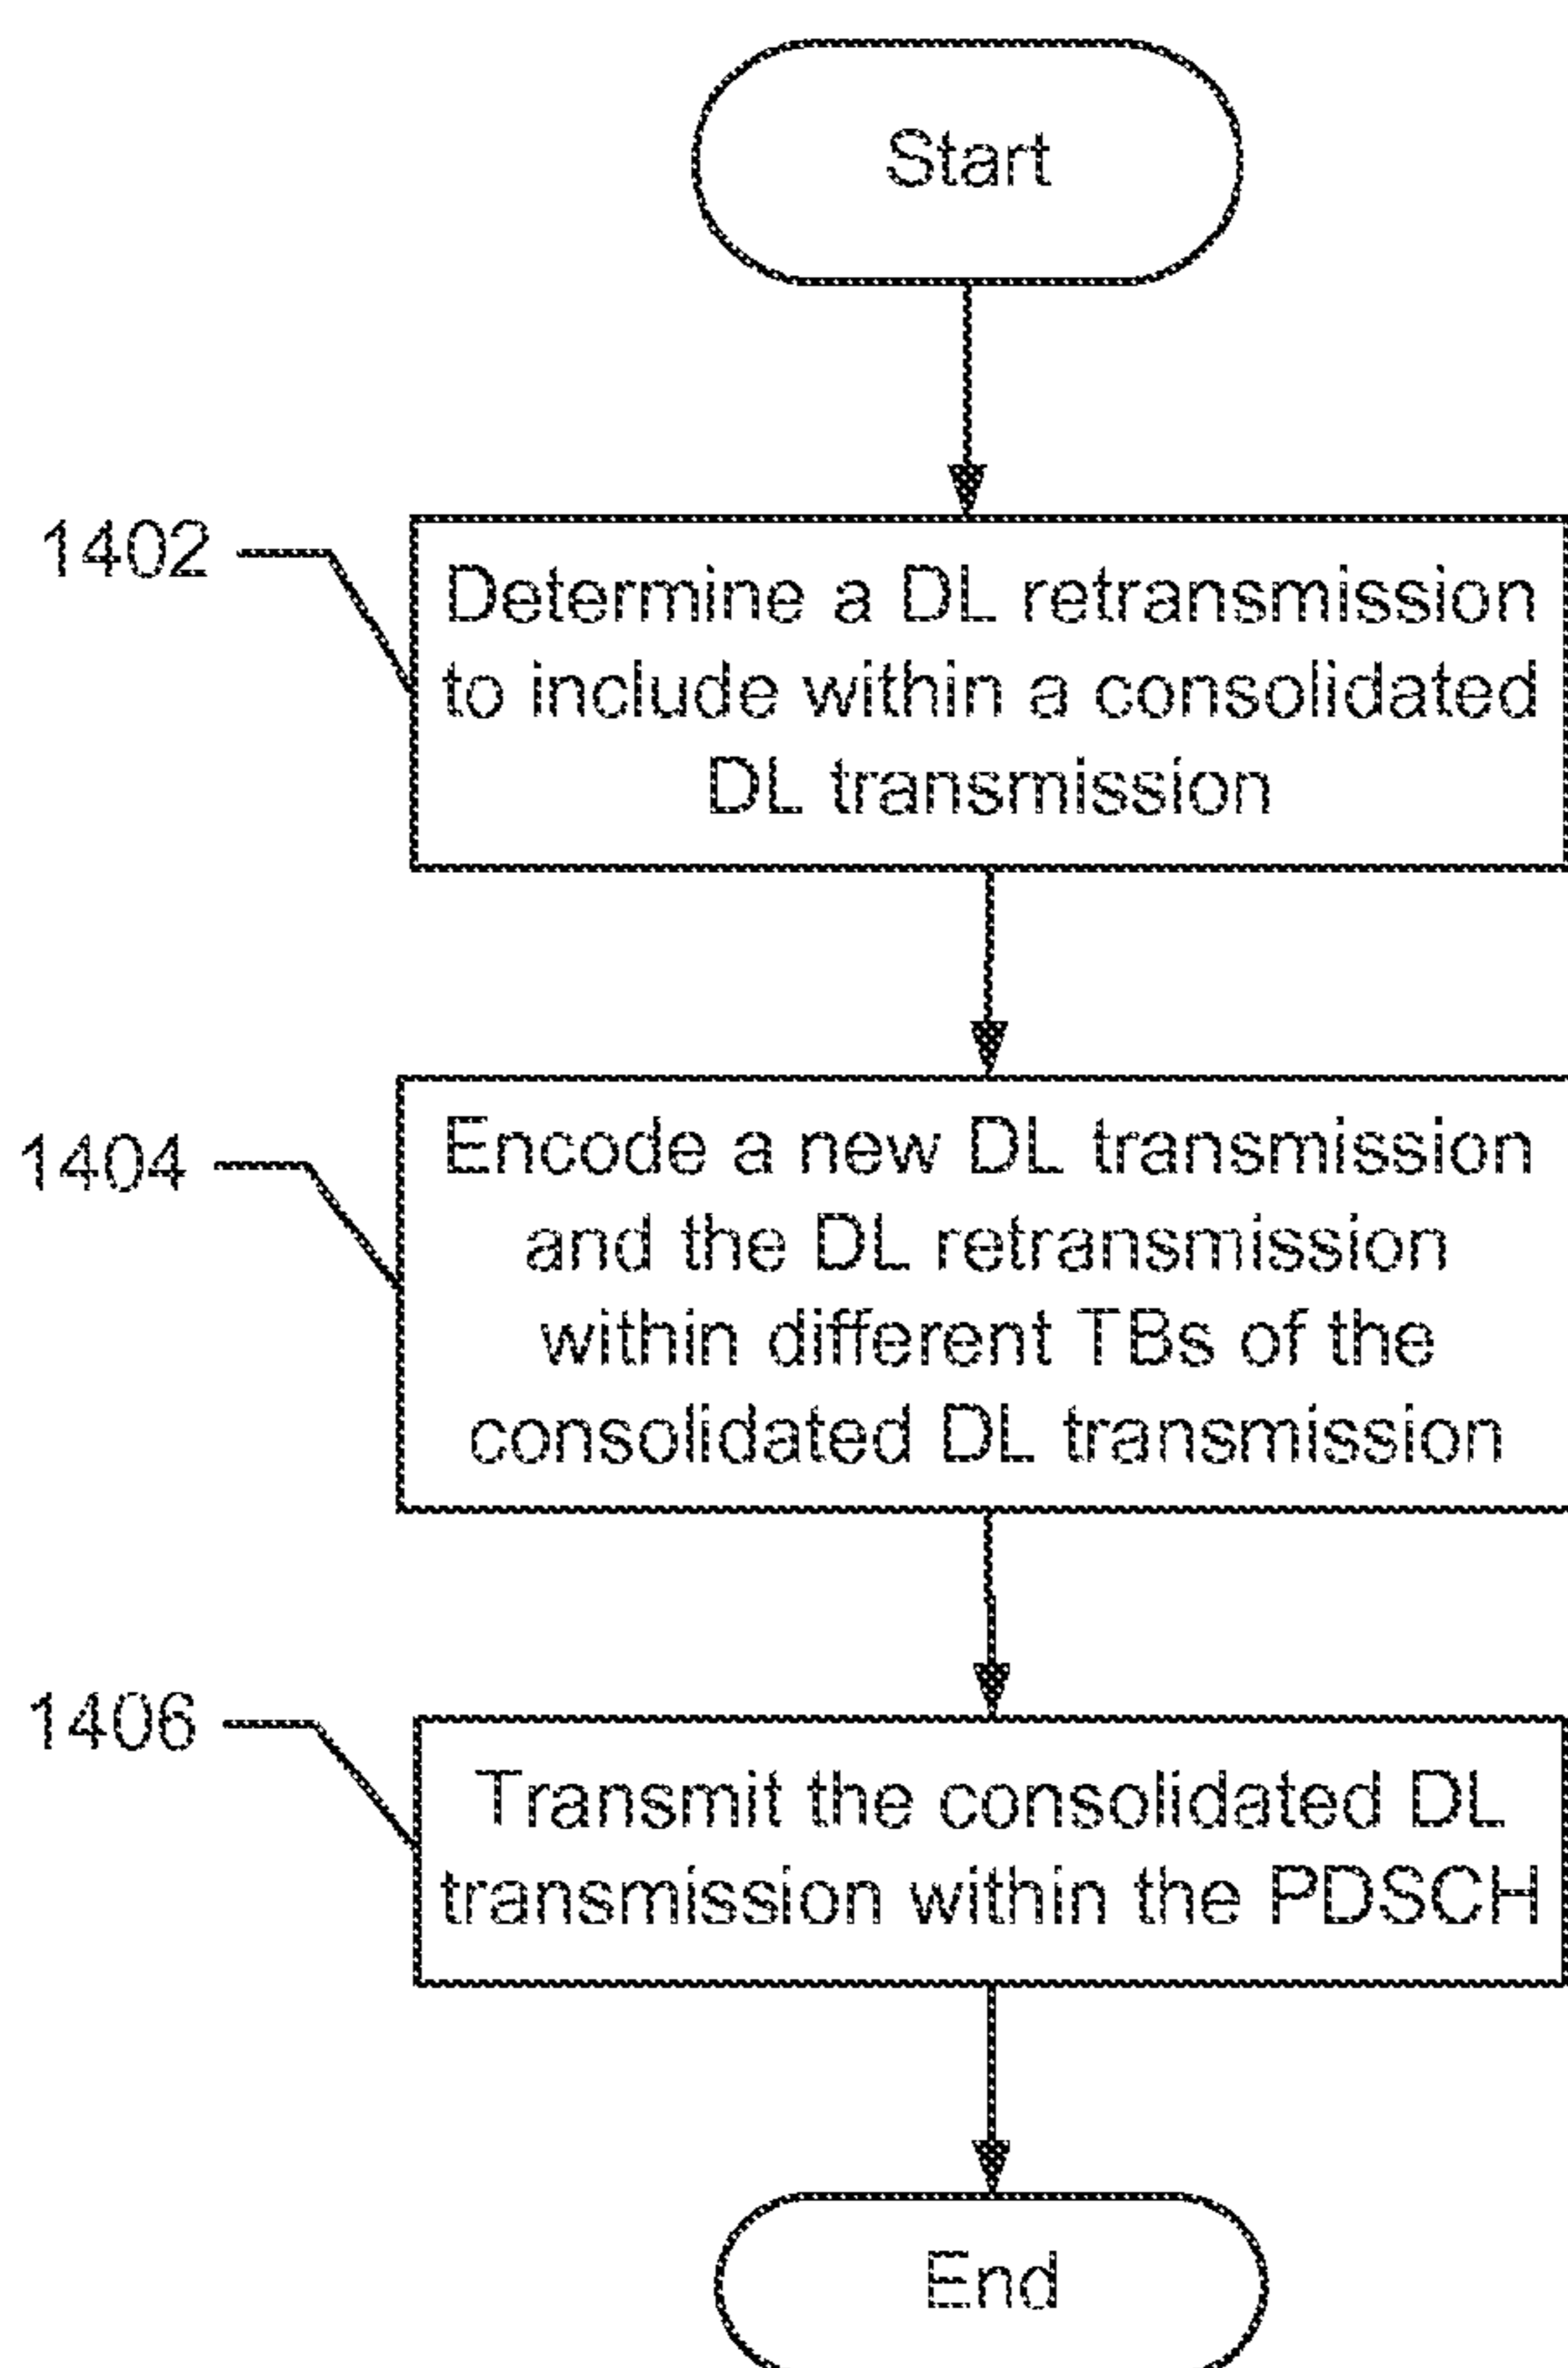 Start
1402
Determine a DL retransmission
to include within a consolidated
DL transmission
1404
Encode a new DL transmission
and the DL retransmission
within different TBs of the
consolidated DL transmission
1406
Transmit the consolidated DL
transmission within the PDSCH
End